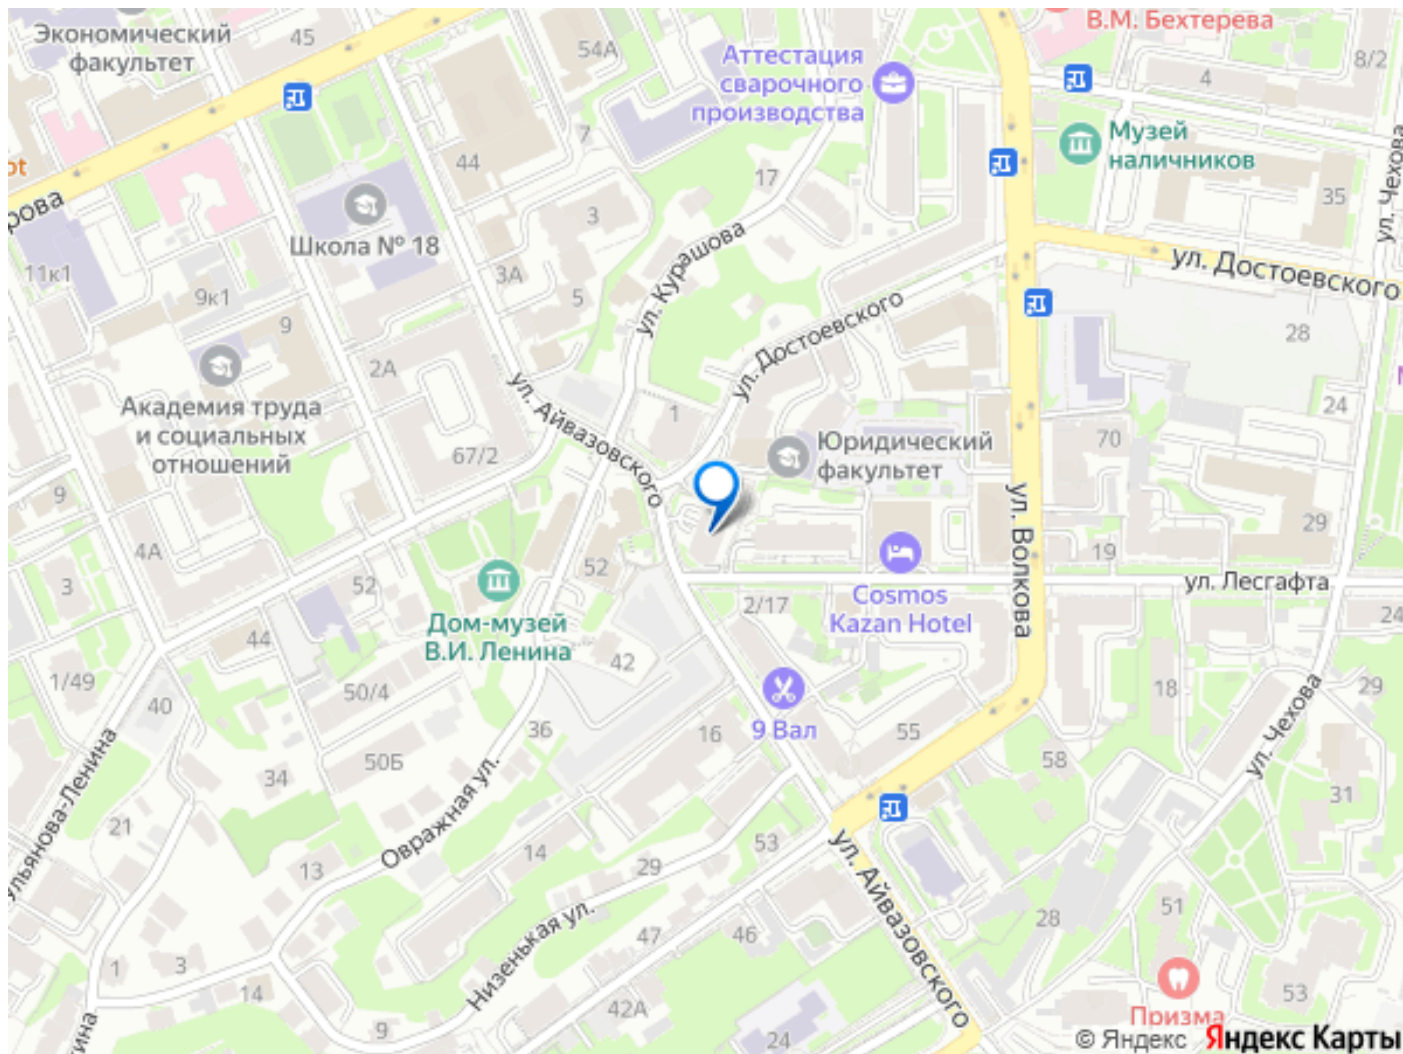 Экономический
факультет
45
54А
Аттестация
сварочного
производства
В.М. Бехтерева
8/2
4
7
44
17
Музей
наличников
ул. Чехова
35
3
Школа № 18
11к1
9к1
3А
5
ул. Курашова
ул. Достоевского
9
2А
28
ул. Достоевского
24
Академия труда
и социальных
отношений
ул. Айвазовского
1
67/2
Юридический
факультет
70
9
4А
ул. Волкова
29
19
3
52
52
Cosmos
Kazan Hotel
ул. Лесгафта
2/17
24
Дом-музей
В.И. Ленина
44
42
1/49
40
50/4
18
29
36
16
9 Вал
55
ул. Чехова
34
50Б
58
31
21
Овражная ул.
13
14
29
53
ул. Айвазовского
28
51
Низенькая ул.
47
46
1
3
14
9
42А
24
53
Призма
© Яндекс Яндекс Карты